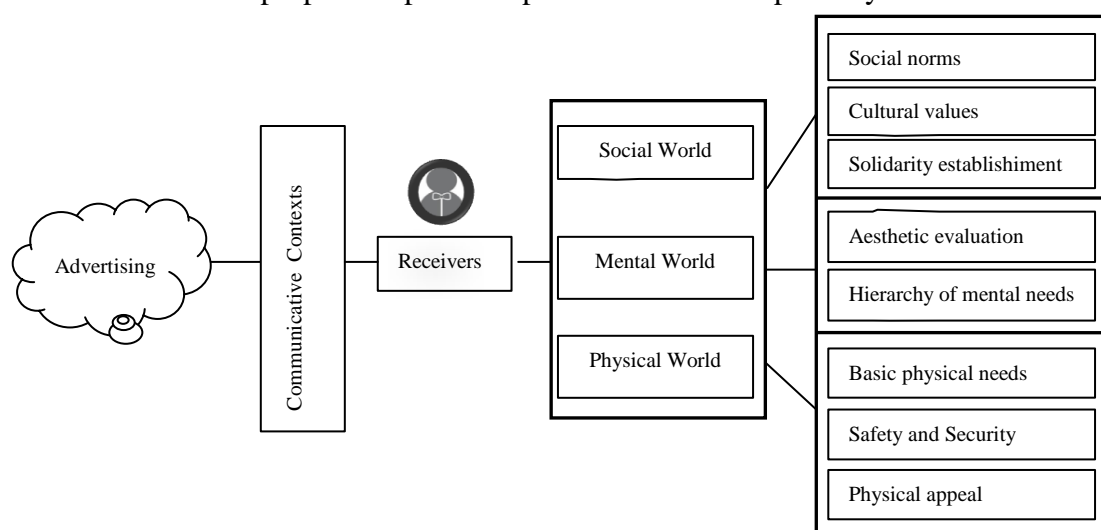 Social norms
Cultural values
Solidarity establishiment
Social World
Communicative Contexts
Receivers
Advertising
Mental World
Aesthetic evaluation
Hierarchy of mental needs
Physical World
Basic physical needs
Safety and Security
Physical appeal